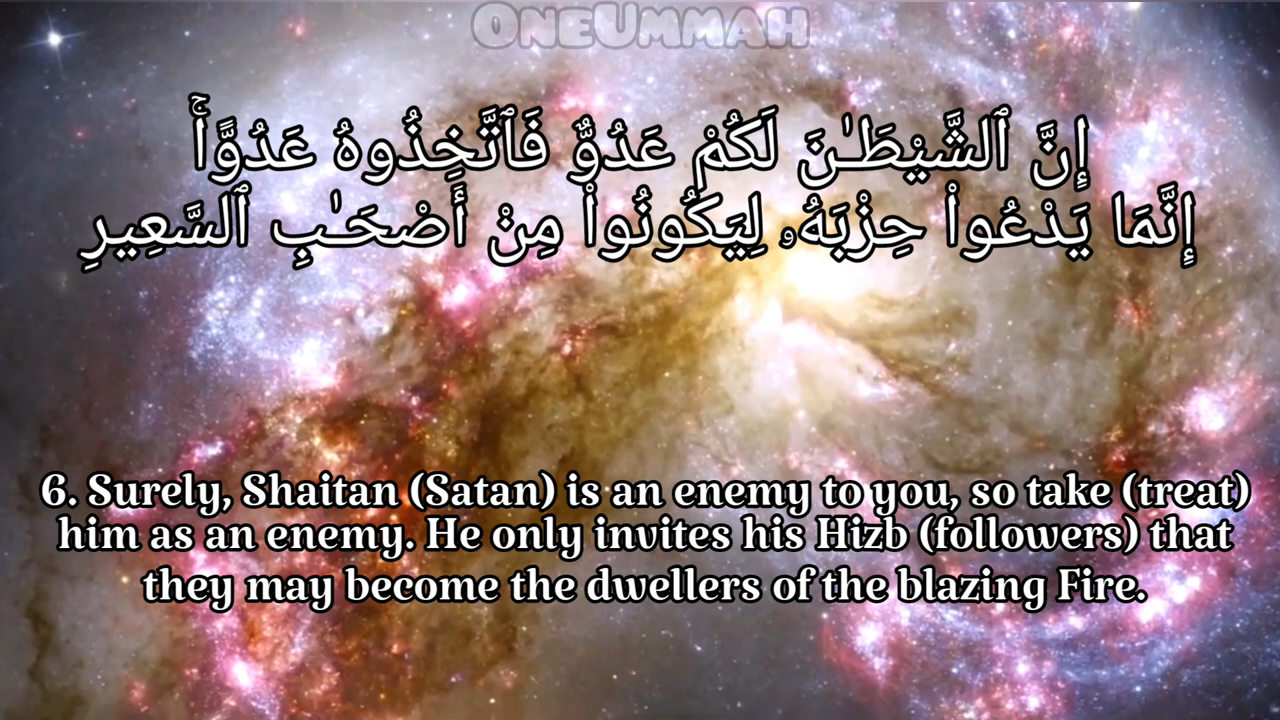 OneUmmah
إِنَّ ٱلشَّيْطَـٰنَ لَكُمْ عَدُوٌّ فَٱتَّخِذُوهُ عَدُوًّاۚ
إِنَّمَا يَدْعُوا۟ حِزْبَهُۥ لِيَكُونُوا۟ مِنْ أَصْحَـٰبِ ٱلسَّعِيرِ
6. Surely, Shaitan (Satan) is an enemy to you, so take (treat)
him as an enemy. He only invites his Hizb (followers) that
they may become the dwellers of the blazing Fire.